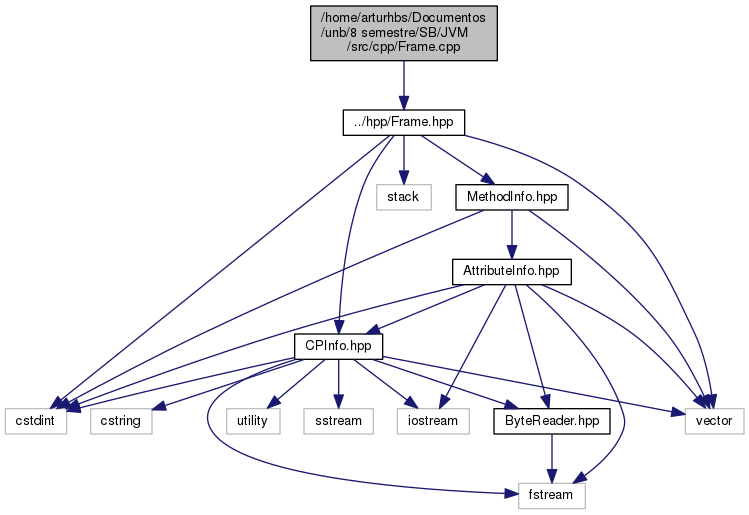 /home/arturhbs/Documentos
/unb/8 semestre/SB/JVM
/src/cpp/Frame.cpp
../hpp/Frame.hpp
stack
MethodInfo.hpp
AttributeInfo.hpp
CPInfo.hpp
cstdint
cstring
utility
sstream
iostream
ByteReader.hpp
vector
fstream